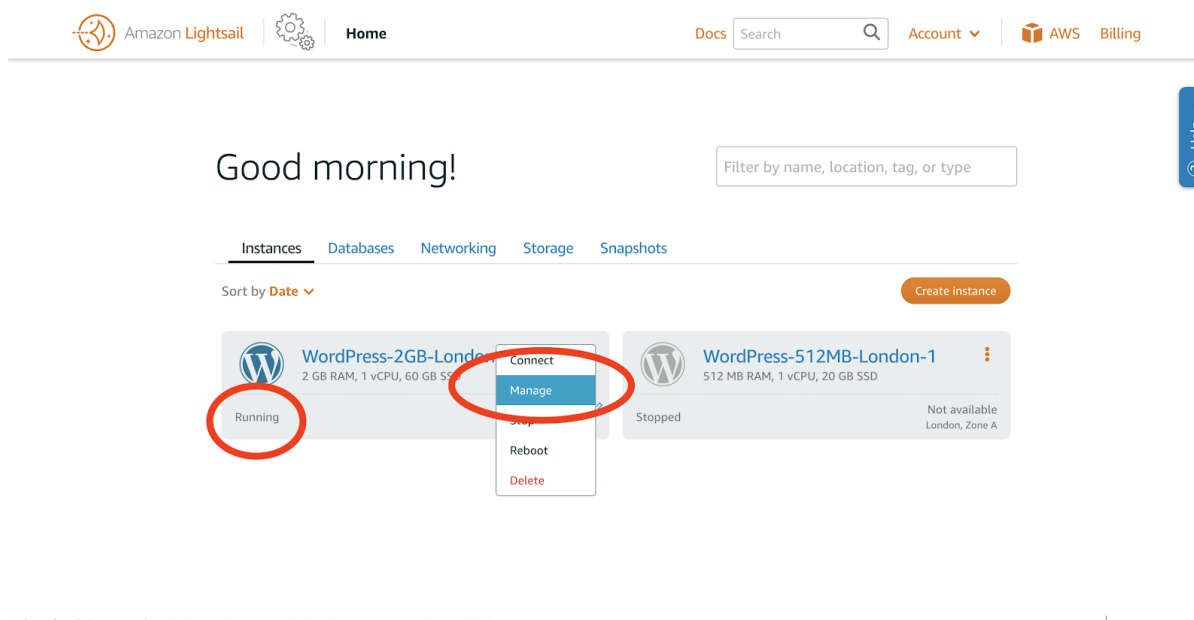 Amazon Lightsail
Home
Docs
Search
Account
AWS
Billing
Good morning!
Filter by name, location, tag, or type
Instances
Databases
Networking
Storage
Snapshots
Sort by Date
Create instance
WordPress-2GB-London
2 GB RAM, 1 vCPU, 60 GB SSD
Running
Connect
Manage
Stop
Reboot
Delete
WordPress-512MB-London-1
512 MB RAM, 1 vCPU, 20 GB SSD
Stopped
Not available
London, Zone A